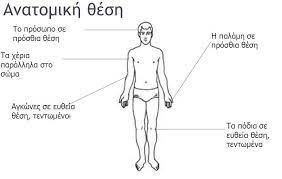 Ανατομική θέση
Το πρόσωπο σε
πρόσθια θέση
Η παλάμη σε
πρόσθια θέση
Τα χέρια
παράλληλα στο
σώμα
Αγκώνες σε ευθεία
θέση, τεντωμένοι
Τα πόδια σε
ευθεία θέση,
τεντωμένα